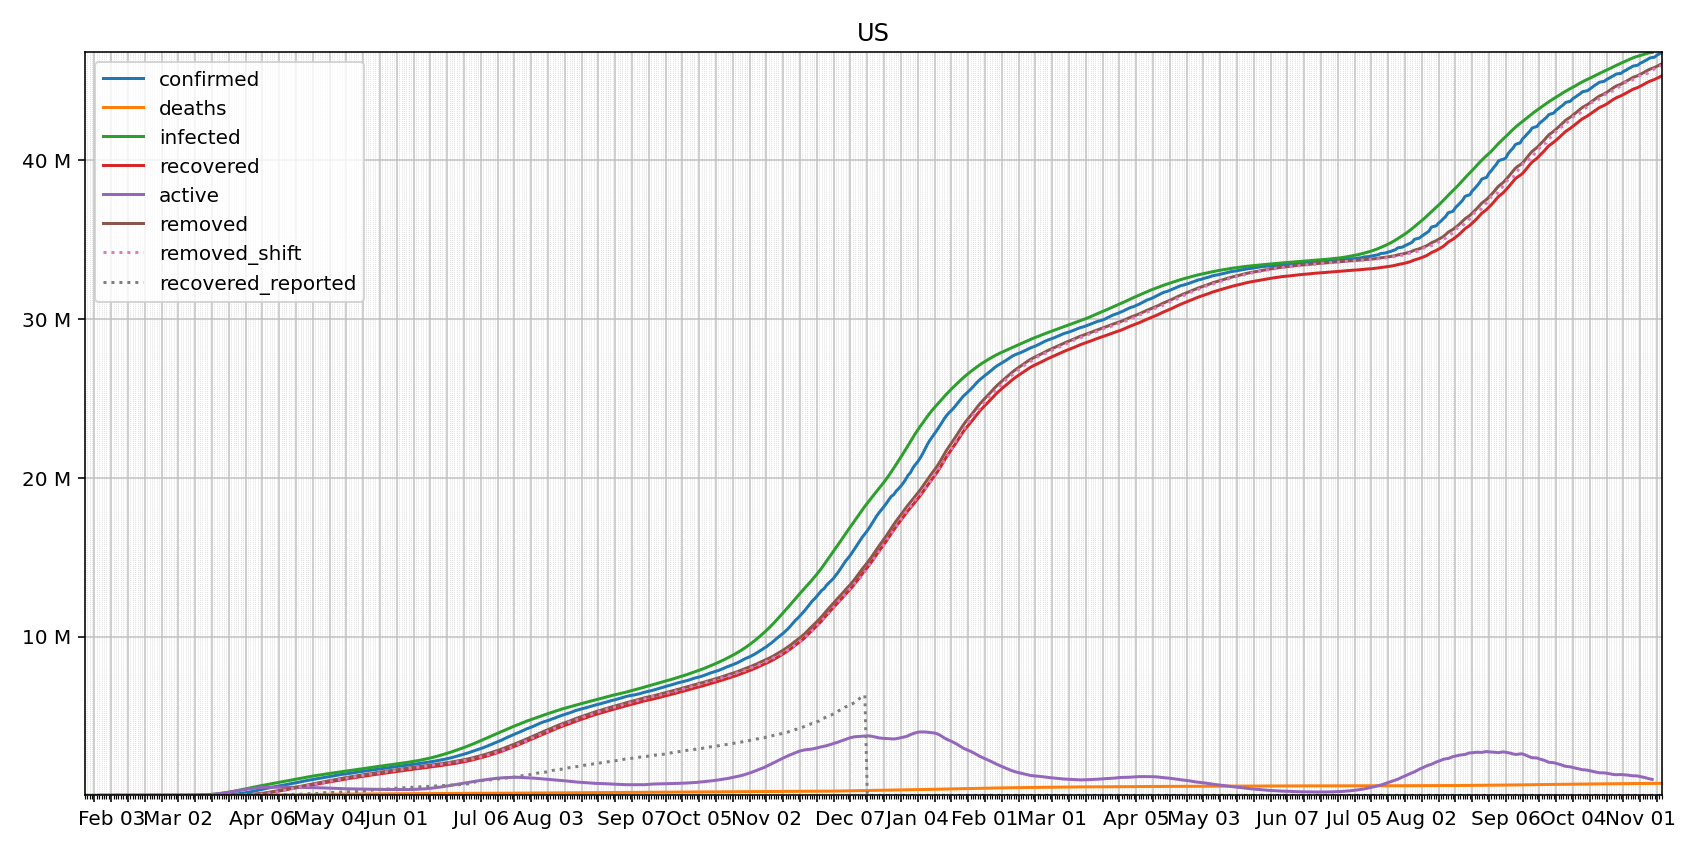 US
confirmed
deaths
infected
recovered
active
removed
removed_shift
recovered_reported
40 M
30 M
20 M
10 M
Feb 03 Mar 02 Apr 06 May 04 Jun 01 Jul 06 Aug 03 Sep 07 Oct 05 Nov 02 Dec 07 Jan 04 Feb 01 Mar 01 Apr 05 May 03 Jun 07 Jul 05 Aug 02 Sep 06 Oct 04 Nov 01